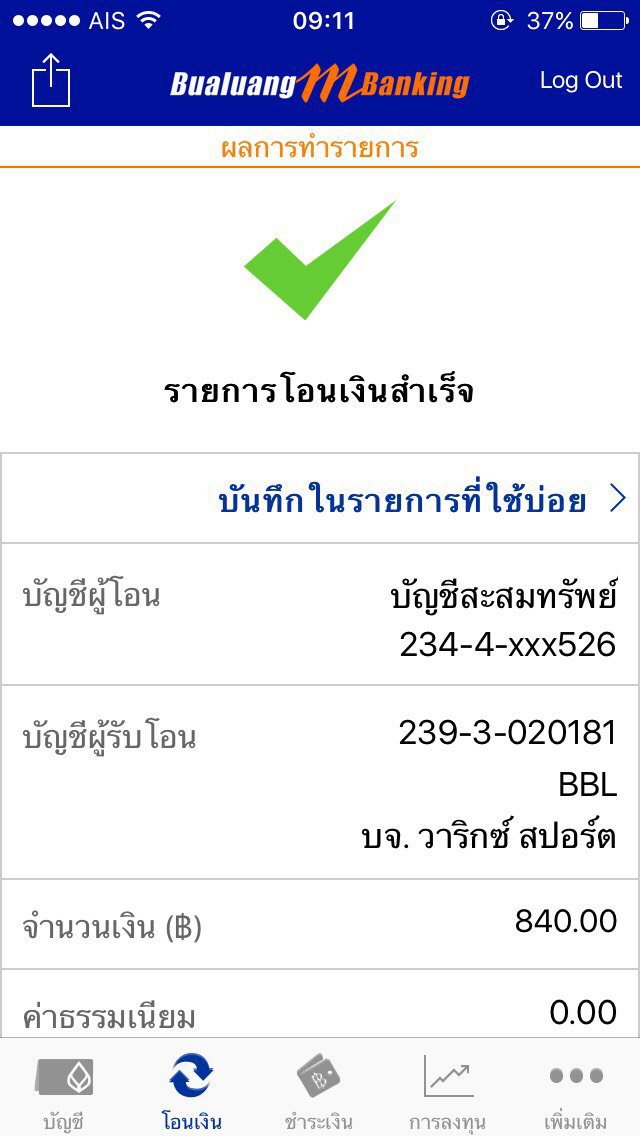 AIS 09:11 37%
Bualuang mBanking Log Out
ผลการทำรายการ
รายการโอนเงินสำเร็จ
บันทึกในรายการที่ใช้บ่อย
บัญชีผู้โอน บัญชีสะสมทรัพย์
234-4-xxx526
บัญชีผู้รับโอน 239-3-020181
BBL
บจ. วาริกซ์ สปอร์ต
จำนวนเงิน (฿) 840.00
ค่าธรรมเนียม 0.00
บัญชี โอนเงิน ชำระเงิน การลงทุน เพิ่มเติม